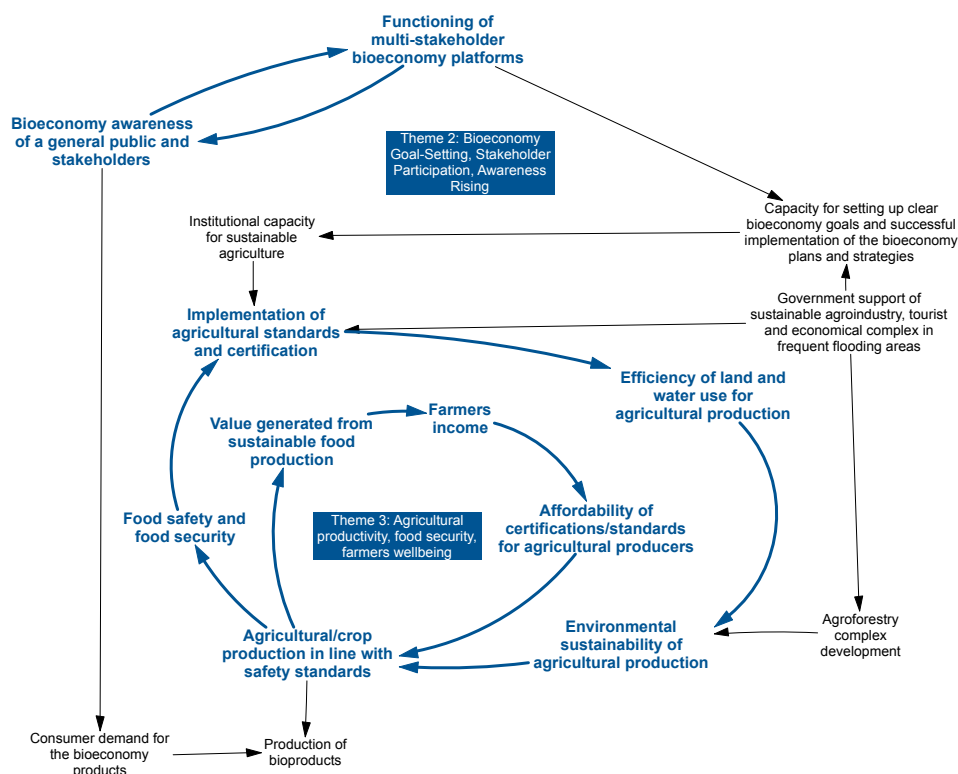 Functioning of
multi-stakeholder
bioeconomy platforms
Bioeconomy awareness
of a general public and
stakeholders
Theme 2: Bioeconomy
Goal-Setting, Stakeholder
Participation, Awareness
Rising
Institutional capacity
for sustainable
agriculture
Capacity for setting up clear
bioeconomy goals and successful
implementation of the bioeconomy
plans and strategies
Implementation of
agricultural standards
and certification
Government support of
sustainable agroindustry, tourist
and economical complex in
frequent flooding areas
Efficiency of land and
water use for
agricultural production
Value generated from
sustainable food
production
Farmers
income
Food safety and
food security
Theme 3: Agricultural
productivity, food security,
farmers wellbeing
Affordability of
certifications/standards
for agricultural producers
Agricultural/crop
production in line with
safety standards
Environmental
sustainability of
agricultural production
Agroforestry
complex
development
Consumer demand for
the bioeconomy
products
Production of
bioproducts